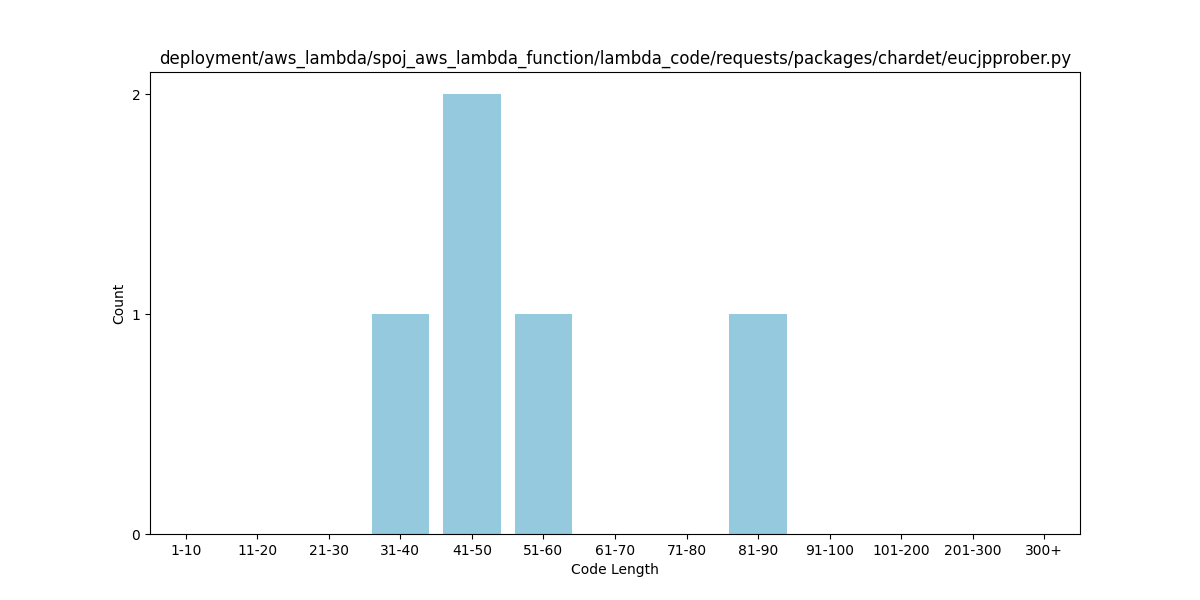 deployment/aws_lambda/spoj_aws_lambda_function/lambda_code/requests/packages/chardet/eucjpprober.py
2
1
0
Count
1-10 11-20 21-30 31-40 41-50 51-60 61-70 71-80 81-90 91-100 101-200 201-300 300+
Code Length